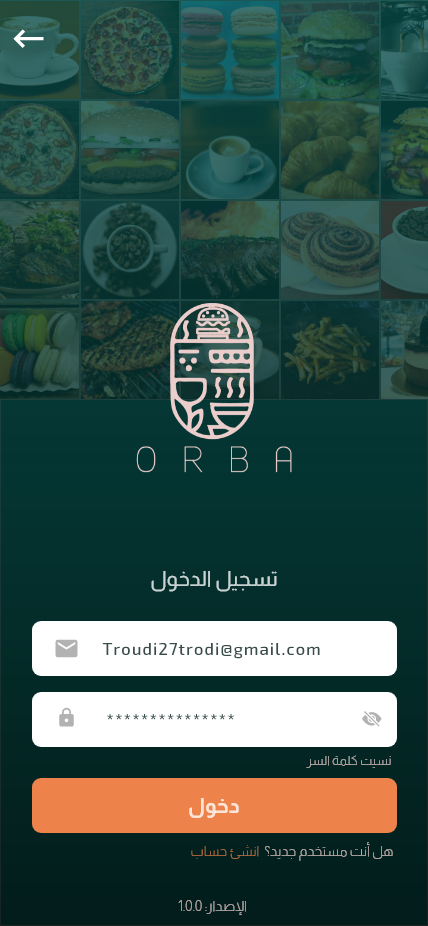 ORBA
تسجيل الدخول
Troudi27trodi@gmail.com
***************
نسيت كلمة السر
دخول
هل أنت مستخدم جديد؟ انشئ حساب
الإصدار: 1.0.0